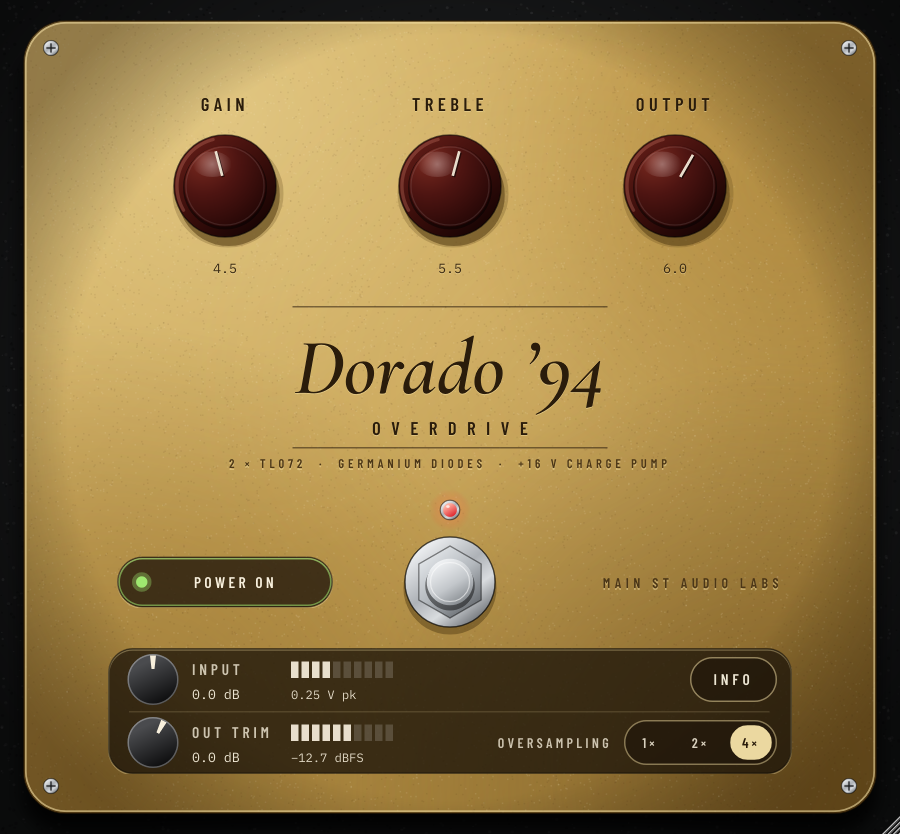 GAIN TREBLE OUTPUT
4.5 5.5 6.0
Dorado ’94
OVERDRIVE
2 × TL072 · GERMANIUM DIODES · +16 V CHARGE PUMP
POWER ON
MAIN ST AUDIO LABS
INPUT
0.0 dB
0.25 V pk
INFO
OUT TRIM
0.0 dB
−12.7 dBFS
OVERSAMPLING 1× 2× 4×